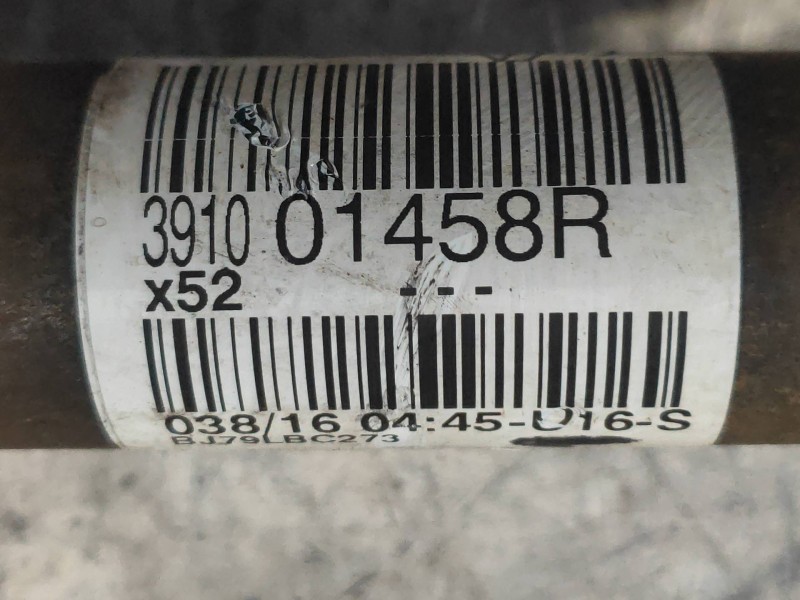 3910 01458R
x52 - - -
038/16 04:45-U16-S
BJ79LBC273